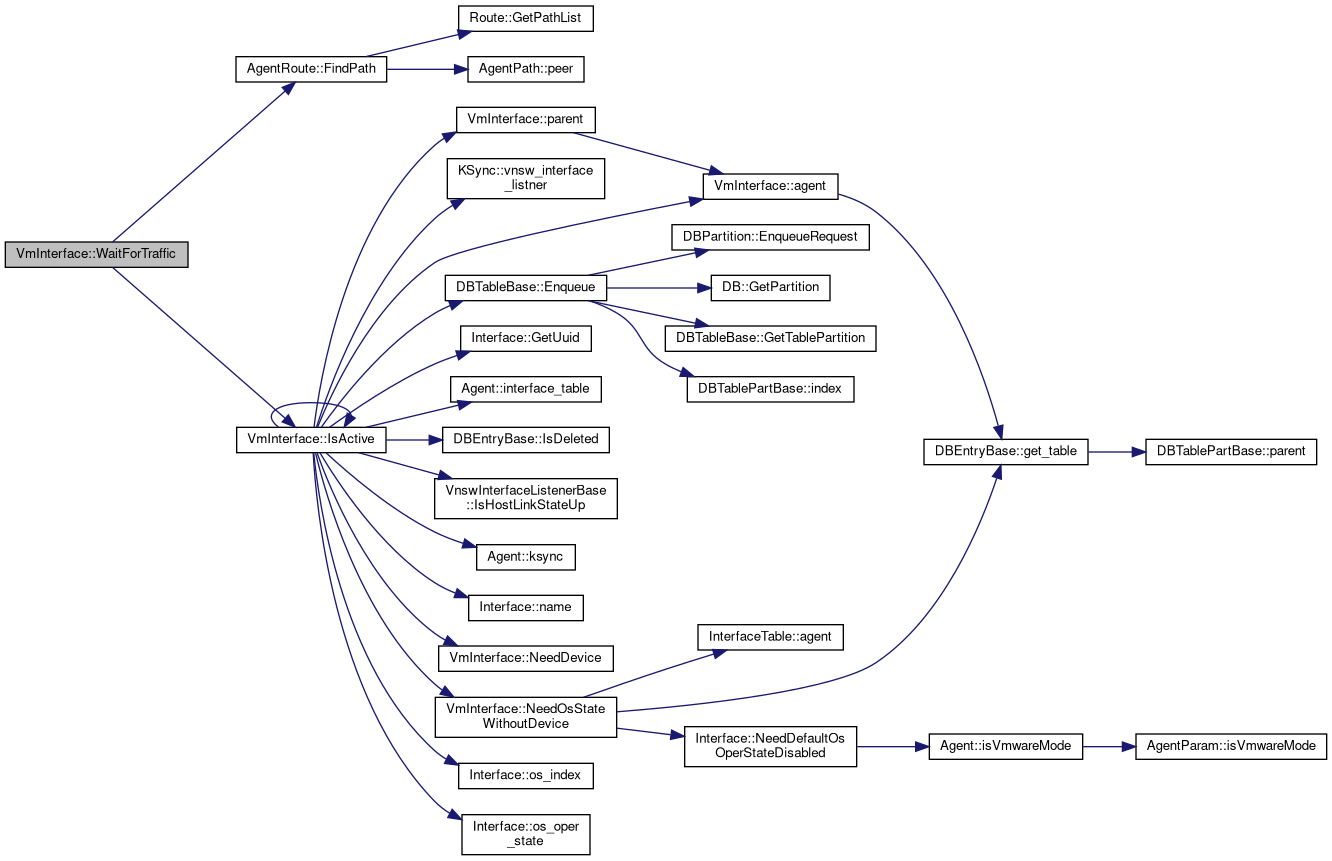 Route::GetPathList
AgentRoute::FindPath
AgentPath::peer
VmInterface::parent
KSync::vnsw_interface
_listner
VmInterface::agent
DBPartition::EnqueueRequest
VmInterface::WaitForTraffic
DBTableBase::Enqueue
DB::GetPartition
Interface::GetUuid
DBTableBase::GetTablePartition
Agent::interface_table
DBTablePartBase::index
VmInterface::IsActive
DBEntryBase::IsDeleted
DBEntryBase::get_table
DBTablePartBase::parent
VnswInterfaceListenerBase
::IsHostLinkStateUp
Agent::ksync
Interface::name
InterfaceTable::agent
VmInterface::NeedDevice
VmInterface::NeedOsState
WithoutDevice
Interface::NeedDefaultOs
OperStateDisabled
Agent::isVmwareMode
AgentParam::isVmwareMode
Interface::os_index
Interface::os_oper
_state